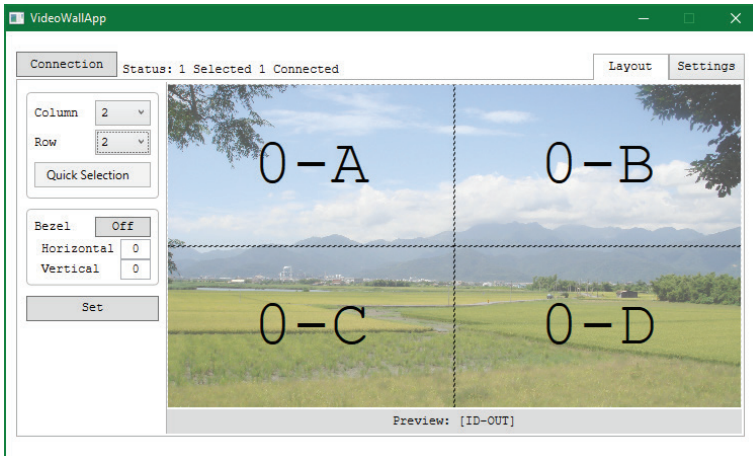 VideoWallApp
Connection Status: 1 Selected 1 Connected Layout Settings
Column 2
Row 2
Quick Selection
Bezel Off
Horizontal 0
Vertical 0
Set
0-A 0-B
0-C 0-D
Preview: [ID-OUT]